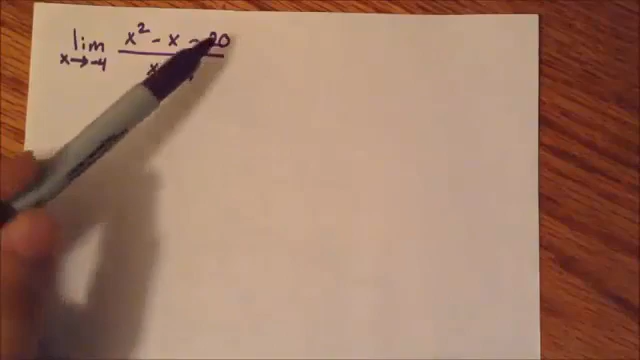 lim x² - x - 20
x→-4 x